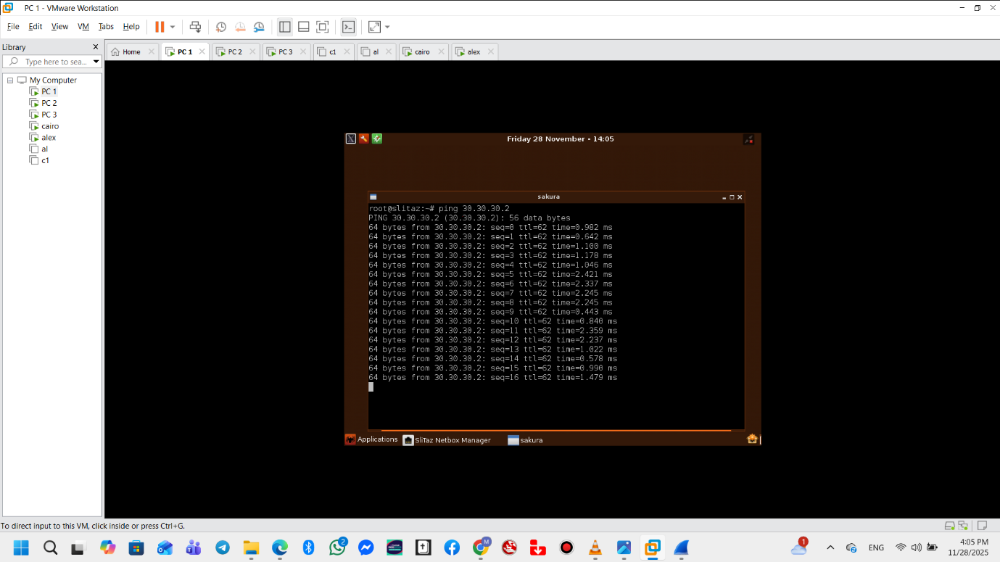 PC 1 - VMware Workstation
File Edit View VM Tabs Help
Library
Type here to sea...
My Computer
PC 1
PC 2
PC 3
cairo
alex
al
c1
Home PC 1 PC 2 PC 3 c1 al cairo alex
Friday 28 November - 14:05
sakura
root@slitaz:~# ping 30.30.30.2
PING 30.30.30.2 (30.30.30.2): 56 data bytes
64 bytes from 30.30.30.2: seq=0 ttl=62 time=0.982 ms
64 bytes from 30.30.30.2: seq=1 ttl=62 time=0.642 ms
64 bytes from 30.30.30.2: seq=2 ttl=62 time=1.100 ms
64 bytes from 30.30.30.2: seq=3 ttl=62 time=1.178 ms
64 bytes from 30.30.30.2: seq=4 ttl=62 time=1.046 ms
64 bytes from 30.30.30.2: seq=5 ttl=62 time=2.421 ms
64 bytes from 30.30.30.2: seq=6 ttl=62 time=2.337 ms
64 bytes from 30.30.30.2: seq=7 ttl=62 time=2.245 ms
64 bytes from 30.30.30.2: seq=8 ttl=62 time=2.245 ms
64 bytes from 30.30.30.2: seq=9 ttl=62 time=0.443 ms
64 bytes from 30.30.30.2: seq=10 ttl=62 time=0.840 ms
64 bytes from 30.30.30.2: seq=11 ttl=62 time=2.359 ms
64 bytes from 30.30.30.2: seq=12 ttl=62 time=2.237 ms
64 bytes from 30.30.30.2: seq=13 ttl=62 time=1.022 ms
64 bytes from 30.30.30.2: seq=14 ttl=62 time=0.578 ms
64 bytes from 30.30.30.2: seq=15 ttl=62 time=0.990 ms
64 bytes from 30.30.30.2: seq=16 ttl=62 time=1.479 ms
Applications SliTaz Netbox Manager sakura
To direct input to this VM, click inside or press Ctrl+G.
2
M
1
ENG
4:05 PM
11/28/2025